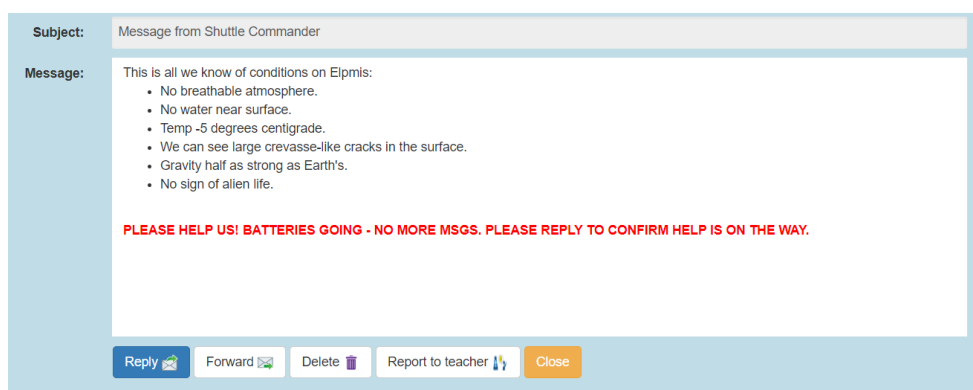 Subject: Message from Shuttle Commander
Message: This is all we know of conditions on Elpmis:
• No breathable atmosphere.
• No water near surface.
• Temp -5 degrees centigrade.
• We can see large crevasse-like cracks in the surface.
• Gravity half as strong as Earth's.
• No sign of alien life.
PLEASE HELP US! BATTERIES GOING - NO MORE MSGS. PLEASE REPLY TO CONFIRM HELP IS ON THE WAY.
Reply Forward Delete Report to teacher Close